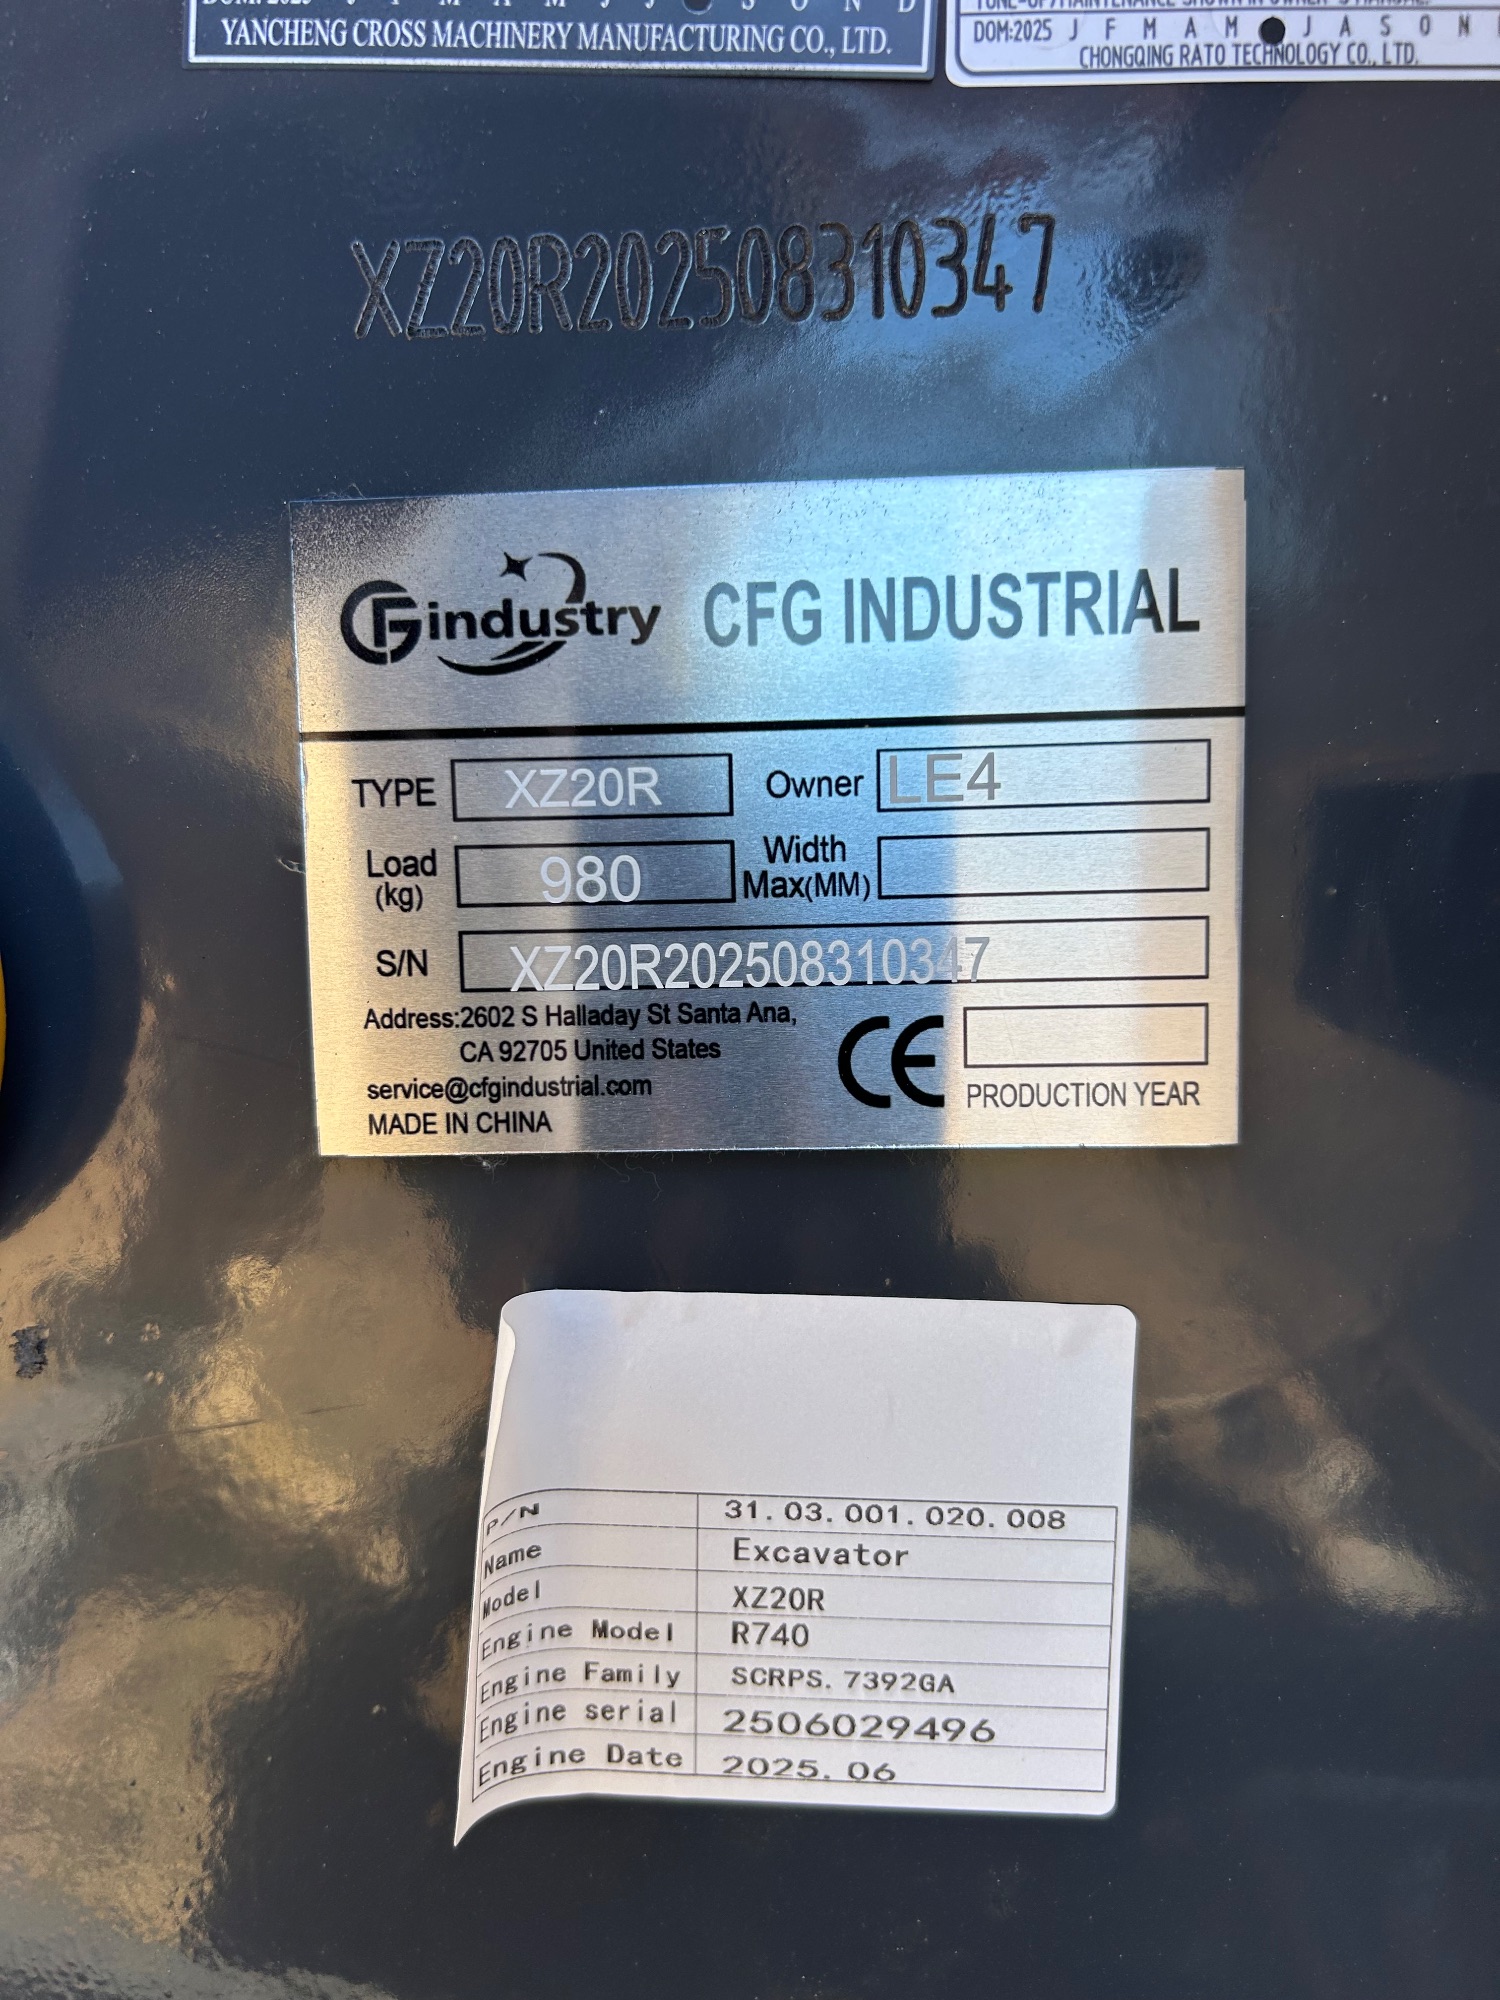 YANCHENG CROSS MACHINERY MANUFACTURING CO., LTD.
DOM:2025 J F M A M J A S O N
CHONGQING RATO TECHNOLOGY CO., LTD.
XZ20R202508310347
GFindustry CFG INDUSTRIAL
TYPE XZ20R Owner LE4
Load (kg) 980 Width Max(MM)
S/N XZ20R202508310347
Address:2602 S Halladay St Santa Ana,
CA 92705 United States
service@cfgindustrial.com
MADE IN CHINA
CE
PRODUCTION YEAR
P/N 31.03.001.020.008
Name Excavator
Model XZ20R
Engine Model R740
Engine Family SCRPS.7392GA
Engine serial 2506029496
Engine Date 2025.06